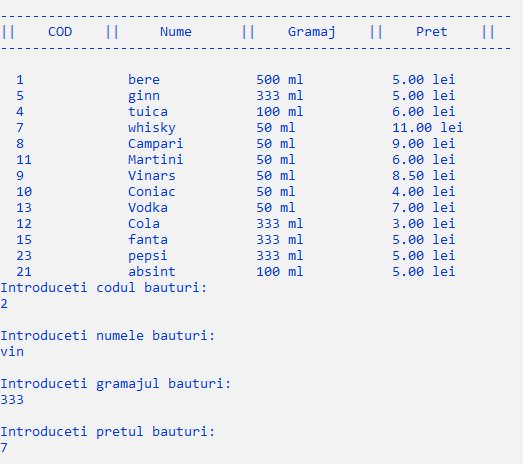 ----------------------------------------------------------------
|| COD || Nume || Gramaj || Pret ||
----------------------------------------------------------------
1 bere 500 ml 5.00 lei
5 ginn 333 ml 5.00 lei
4 tuica 100 ml 6.00 lei
7 whisky 50 ml 11.00 lei
8 Campari 50 ml 9.00 lei
11 Martini 50 ml 6.00 lei
9 Vinars 50 ml 8.50 lei
10 Coniac 50 ml 4.00 lei
13 Vodka 50 ml 7.00 lei
12 Cola 333 ml 3.00 lei
15 fanta 333 ml 5.00 lei
23 pepsi 333 ml 5.00 lei
21 absint 100 ml 5.00 lei
Introduceti codul bauturi:
2
Introduceti numele bauturi:
vin
Introduceti gramajul bauturi:
333
Introduceti pretul bauturi:
7